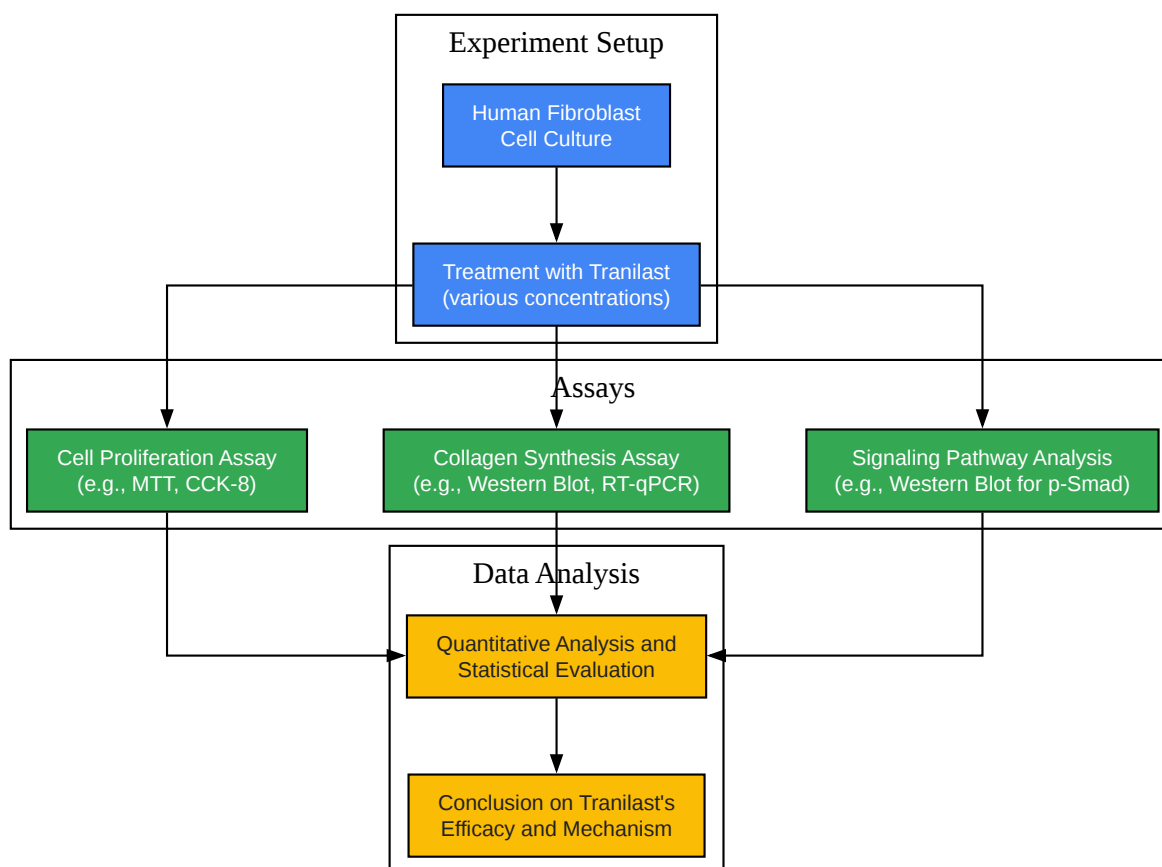 Experiment Setup
Human Fibroblast
Cell Culture
Treatment with Tranilast
(various concentrations)
Assays
Cell Proliferation Assay
(e.g., MTT, CCK-8)
Collagen Synthesis Assay
(e.g., Western Blot, RT-qPCR)
Signaling Pathway Analysis
(e.g., Western Blot for p-Smad)
Data Analysis
Quantitative Analysis and
Statistical Evaluation
Conclusion on Tranilast's
Efficacy and Mechanism